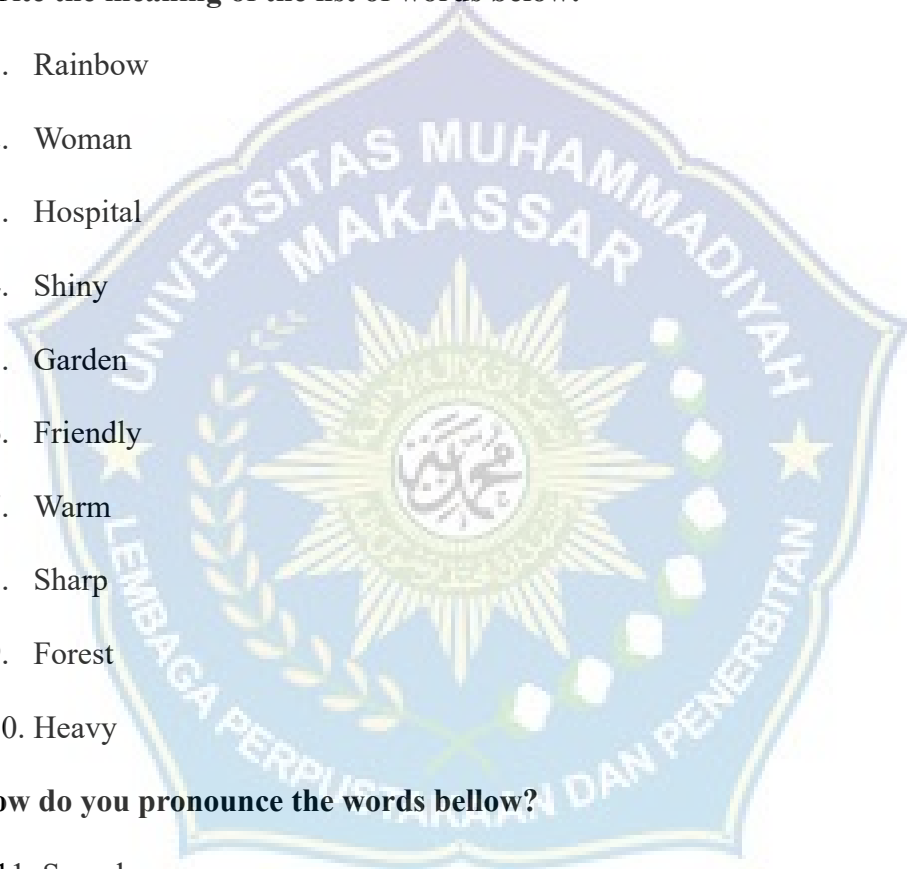 the meaning of the list of words below?
. Rainbow
. Woman
. Hospital
. Shiny
. Garden
. Friendly
. Warm
. Sharp
. Forest
0. Heavy
ow do you pronounce the words bellow?
UNIVERSITAS MUHAMMADIYAH
MAKASSAR
LEMBAGA PERPUSTAKAAN DAN PENERBITAN